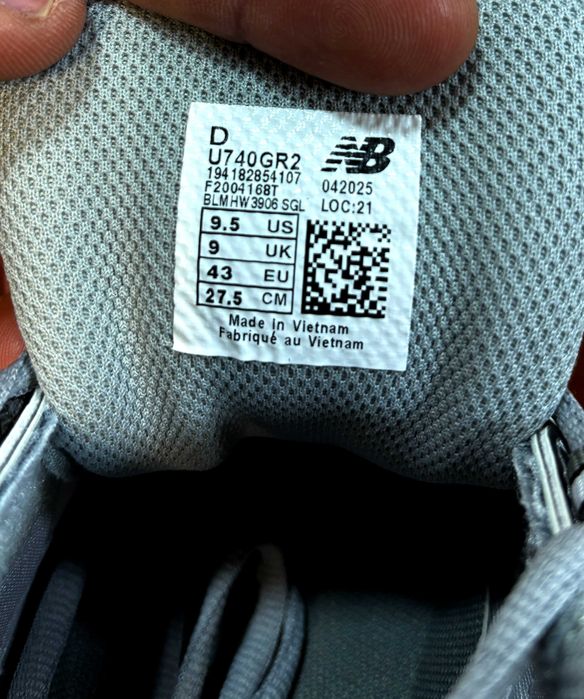 D
U740GR2
NB
194182854107
F2004168T 042025
BLMHW3906 SGL LOC:21
9.5 US
9 UK
43 EU
27.5 CM
Made in Vietnam
Fabriqué au Vietnam